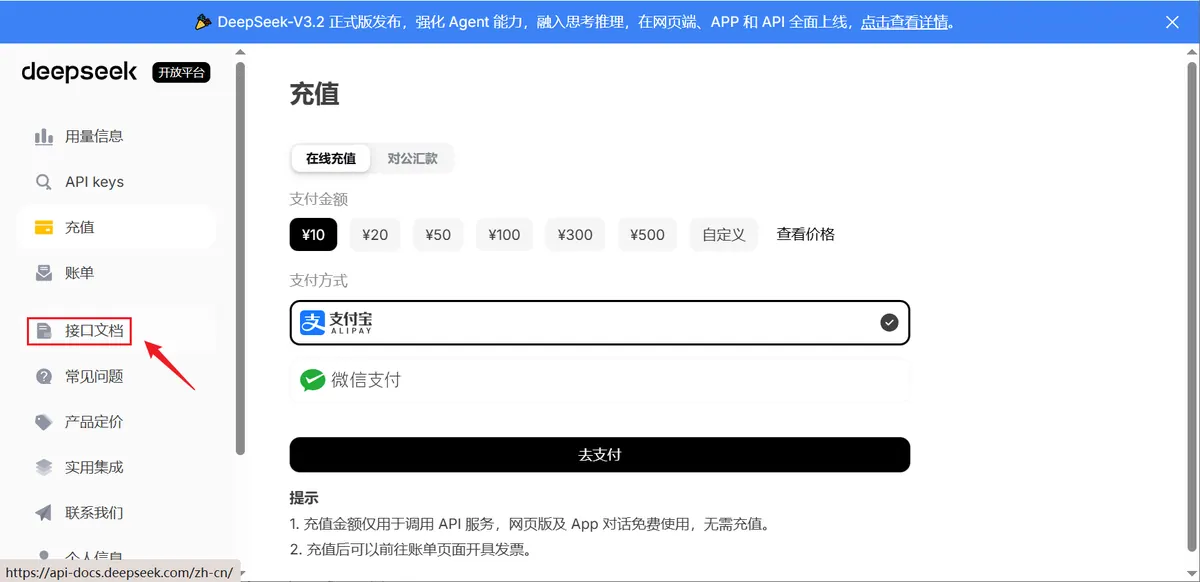 DeepSeek-V3.2 正式版发布，强化 Agent 能力，融入思考推理，在网页端、APP 和 API 全面上线，点击查看详情。
deepseek 开放平台
用量信息
API keys
充值
账单
接口文档
常见问题
产品定价
实用集成
联系我们
个人信息
https://api-docs.deepseek.com/zh-cn/
充值
在线充值 对公汇款
支付金额
¥10 ¥20 ¥50 ¥100 ¥300 ¥500 自定义 查看价格
支付方式
支 支付宝
ALIPAY
微信支付
去支付
提示
1. 充值金额仅用于调用 API 服务，网页版及 App 对话免费使用，无需充值。
2. 充值后可以前往账单页面开具发票。